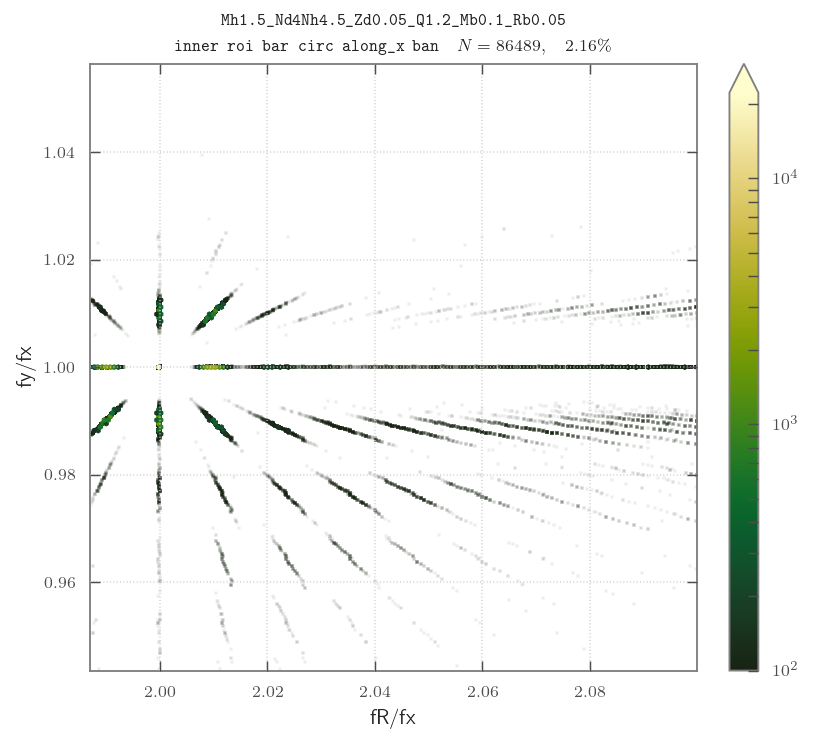 Mh1.5_Nd4Nh4.5_Zd0.05_Q1.2_Mb0.1_Rb0.05
inner roi bar circ along_x ban N = 86489, 2.16%
1.04
1.02
1.00
0.98
0.96
fy/fx
2.00 2.02 2.04 2.06 2.08
fR/fx
10^4
10^3
10^2